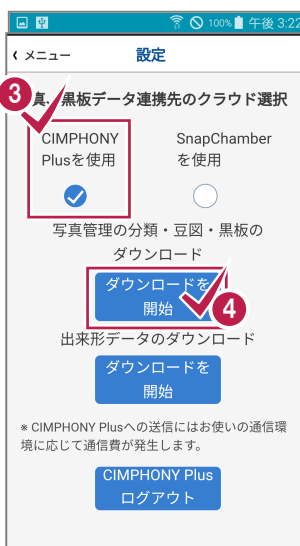 100% 午後 3:22
メニュー 設定
3
真、黒板データ連携先のクラウド選択
CIMPHONY
Plusを使用
SnapChamber
を使用
写真管理の分類・豆図・黒板の
ダウンロード
ダウンロードを
開始
4
出来形データのダウンロード
ダウンロードを
開始
※ CIMPHONY Plusへの送信にはお使いの通信環
境に応じて通信費が発生します。
CIMPHONY Plus
ログアウト